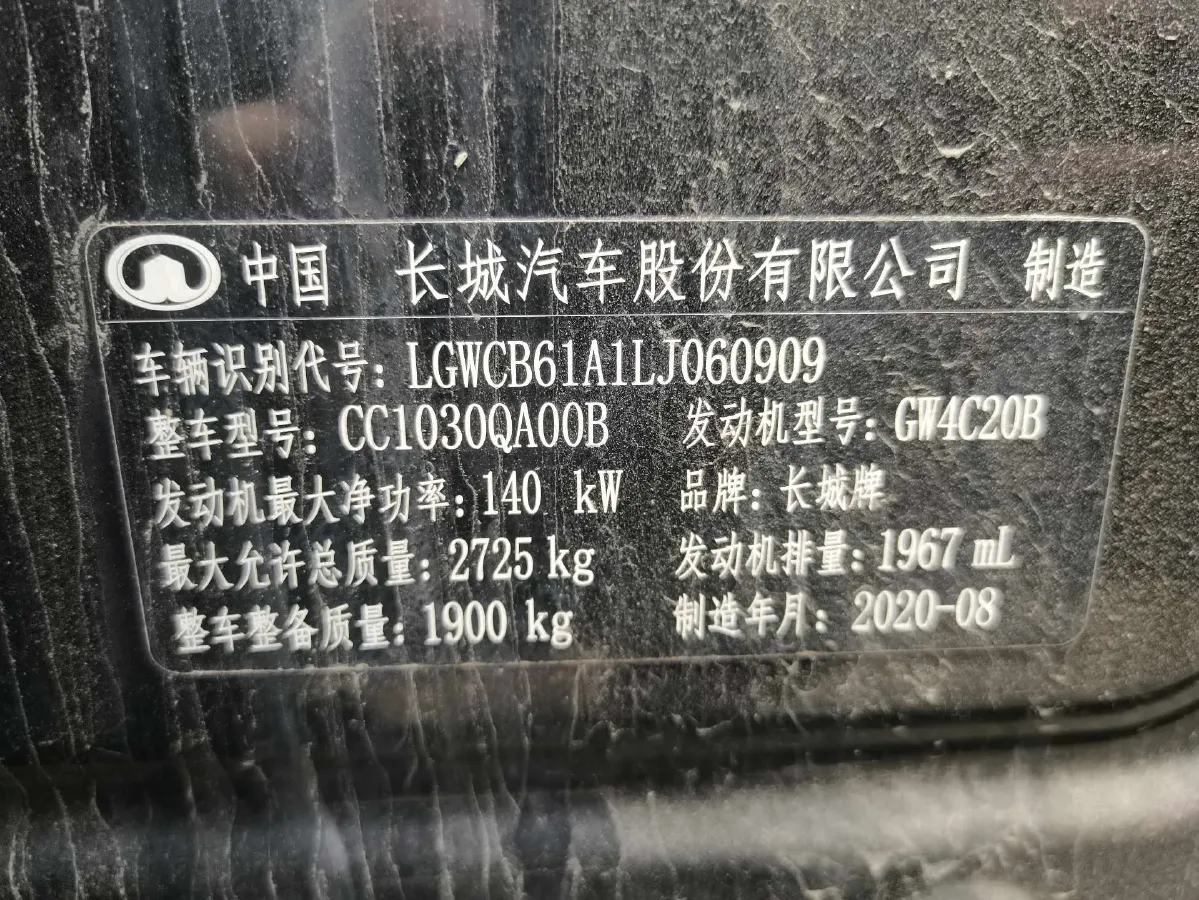 中国 长城汽车股份有限公司 制造
车辆识别代号：LGWCB61A1LJ060909
整车型号：CC1030QA00B 发动机型号：GW4C20B
发动机最大净功率：140 kW 品牌：长城牌
最大允许总质量：2725 kg 发动机排量：1967 mL
整车整备质量：1900 kg 制造年月：2020-08